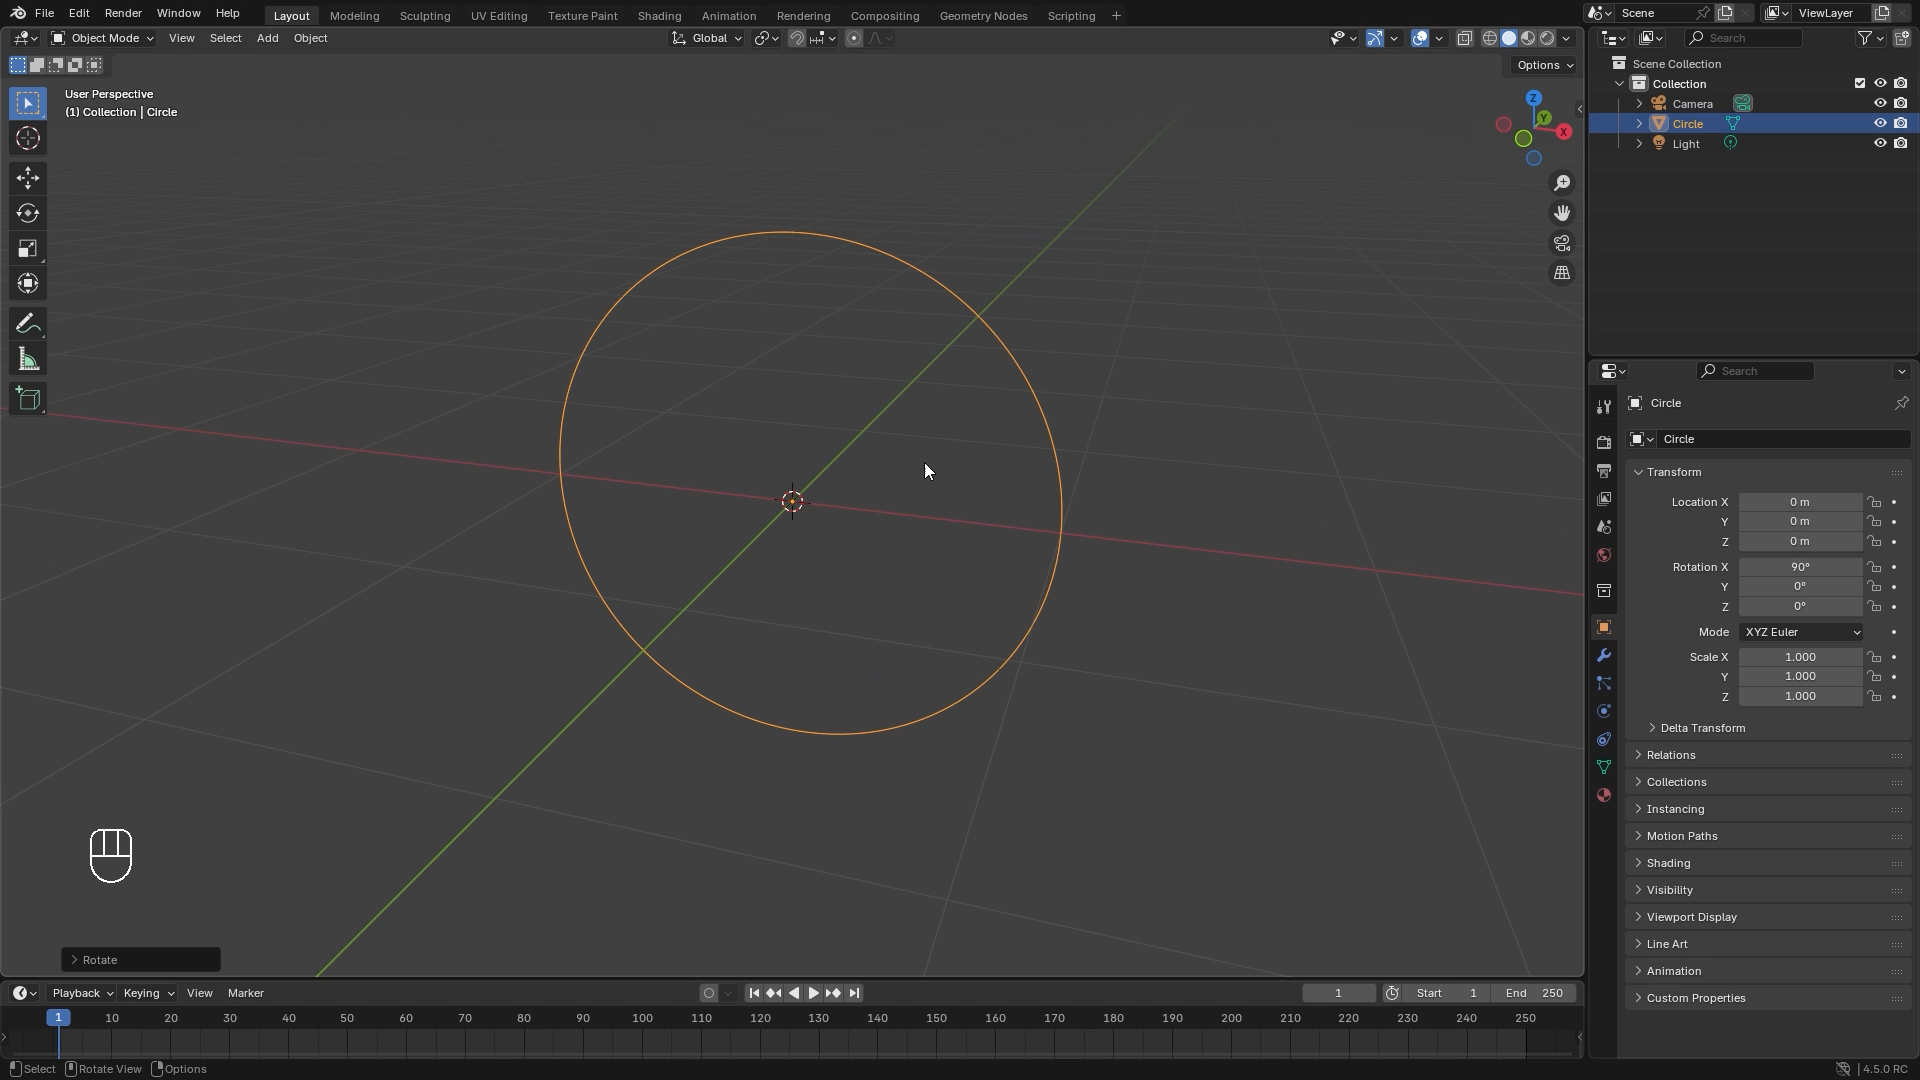 File Edit Render Window Help Layout Modeling Sculpting UV Editing Texture Paint Shading Animation Rendering Compositing Geometry Nodes Scripting
Scene ViewLayer
Object Mode View Select Add Object Global
Search
Options
User Perspective
(1) Collection | Circle
Z
Y
X
Scene Collection
Collection
Camera
Circle
Light
Search
Circle
Circle
Transform
Location X 0 m
Y 0 m
Z 0 m
Rotation X 90°
Y 0°
Z 0°
Mode XYZ Euler
Scale X 1.000
Y 1.000
Z 1.000
Delta Transform
Relations
Collections
Instancing
Motion Paths
Shading
Visibility
Viewport Display
Line Art
Animation
Custom Properties
Rotate
Playback Keying View Marker 1 Start 1 End 250
1 10 20 30 40 50 60 70 80 90 100 110 120 130 140 150 160 170 180 190 200 210 220 230 240 250
Select Rotate View Options 4.5.0 RC